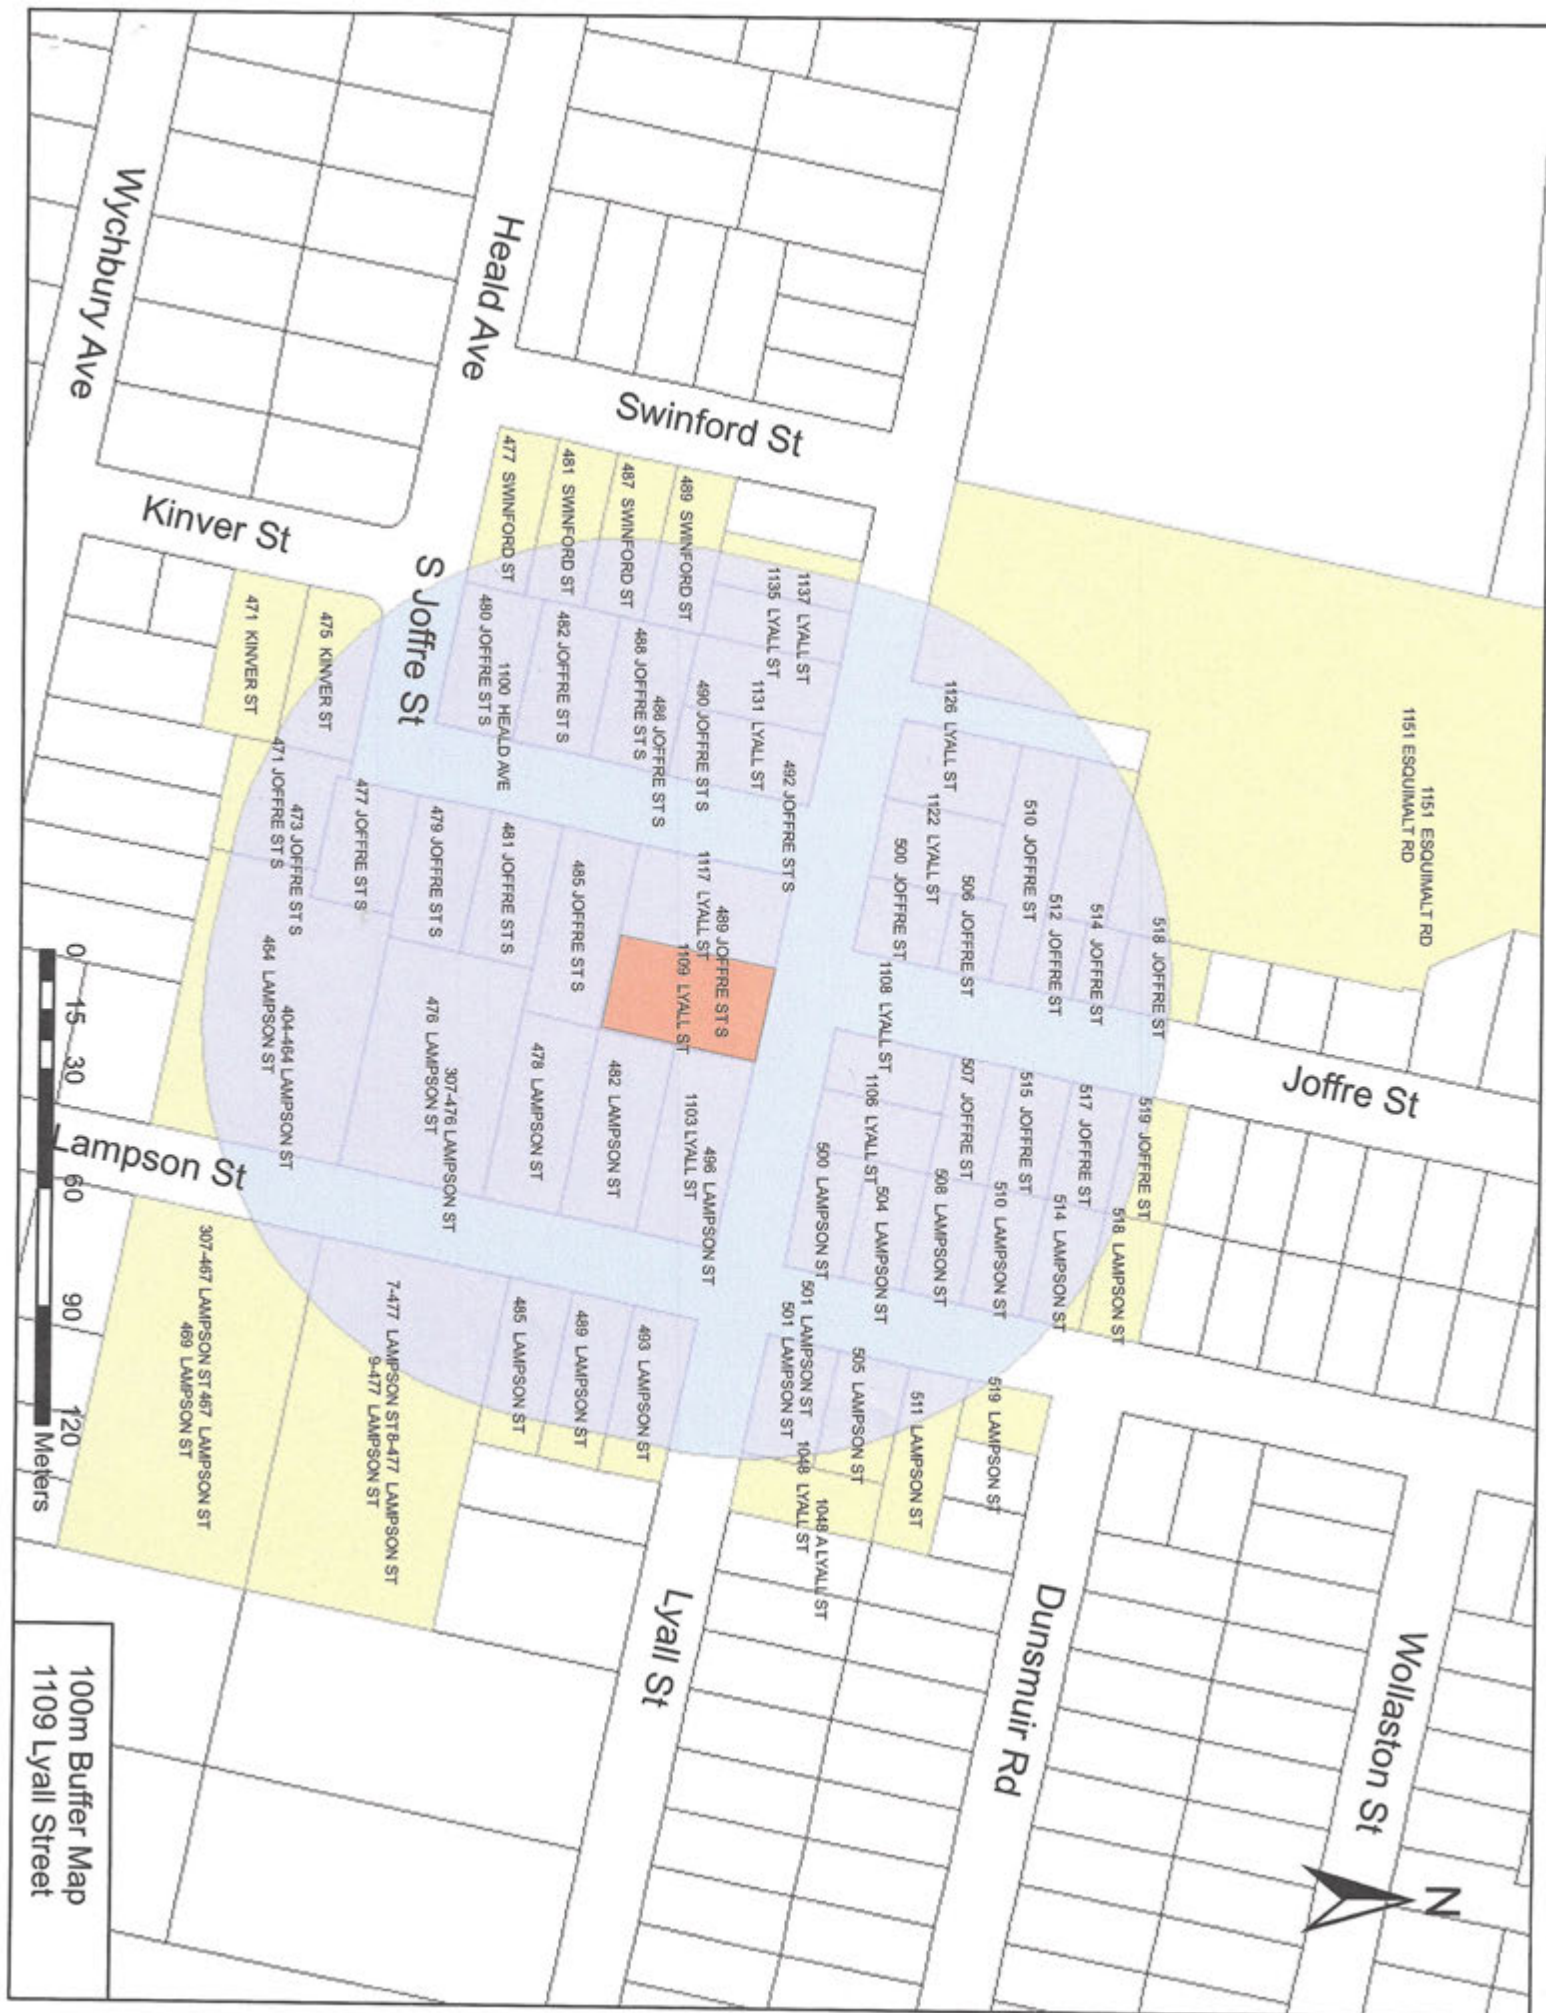 Wollaston St
N
Dunsmuir Rd
Joffre St
Lyall St
Swinford St
Heald Ave
S Joffre St
Kinver St
Wychbury Ave
Lampson St
1151 ESQUIMALT RD
1151 ESQUIMALT RD
518 JOFFRE ST
514 JOFFRE ST
512 JOFFRE ST
510 JOFFRE ST
506 JOFFRE ST
500 JOFFRE ST
1126 LYALL ST
1122 LYALL ST
1108 LYALL ST
1106 LYALL ST
519 JOFFRE ST
517 JOFFRE ST
515 JOFFRE ST
507 JOFFRE ST
518 LAMPSON ST
514 LAMPSON ST
510 LAMPSON ST
508 LAMPSON ST
504 LAMPSON ST
500 LAMPSON ST
519 LAMPSON ST
511 LAMPSON ST
505 LAMPSON ST
501 LAMPSON ST
501 LAMPSON ST
1048 A LYALL ST
1048 LYALL ST
1137 LYALL ST
1135 LYALL ST
1131 LYALL ST
492 JOFFRE ST S
490 JOFFRE ST S
486 JOFFRE ST S
488 JOFFRE ST S
482 JOFFRE ST S
1100 HEALD AVE
480 JOFFRE ST S
489 SWINFORD ST
487 SWINFORD ST
481 SWINFORD ST
477 SWINFORD ST
489 JOFFRE ST S
1117 LYALL ST
1109 LYALL ST
496 LAMPSON ST
1103 LYALL ST
482 LAMPSON ST
478 LAMPSON ST
485 JOFFRE ST S
481 JOFFRE ST S
479 JOFFRE ST S
477 JOFFRE ST S
473 JOFFRE ST S
471 JOFFRE ST S
475 KINVER ST
471 KINVER ST
307-476 LAMPSON ST
476 LAMPSON ST
404-464 LAMPSON ST
464 LAMPSON ST
493 LAMPSON ST
489 LAMPSON ST
485 LAMPSON ST
7-477 LAMPSON ST 8-477 LAMPSON ST
9-477 LAMPSON ST
307-467 LAMPSON ST 467 LAMPSON ST
469 LAMPSON ST
0 15 30 60 90 120
Meters
100m Buffer Map
1109 Lyall Street